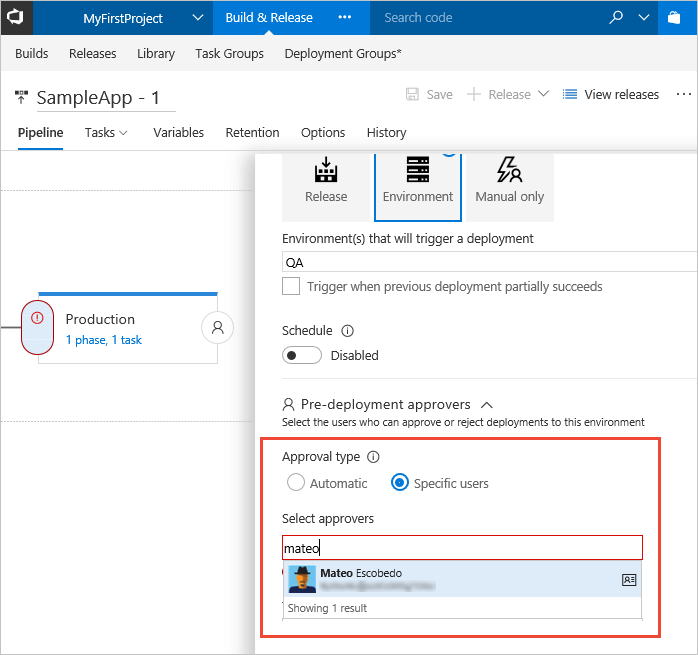 MyFirstProject
Build & Release
Search code
Builds
Releases
Library
Task Groups
Deployment Groups*
SampleApp - 1
Save
Release
View releases
Pipeline
Tasks
Variables
Retention
Options
History
Release
Environment
Manual only
Environment(s) that will trigger a deployment
QA
Trigger when previous deployment partially succeeds
Production
1 phase, 1 task
Schedule
Disabled
Pre-deployment approvers
Select the users who can approve or reject deployments to this environment
Approval type
Automatic
Specific users
Select approvers
mateo
Mateo Escobedo
Showing 1 result